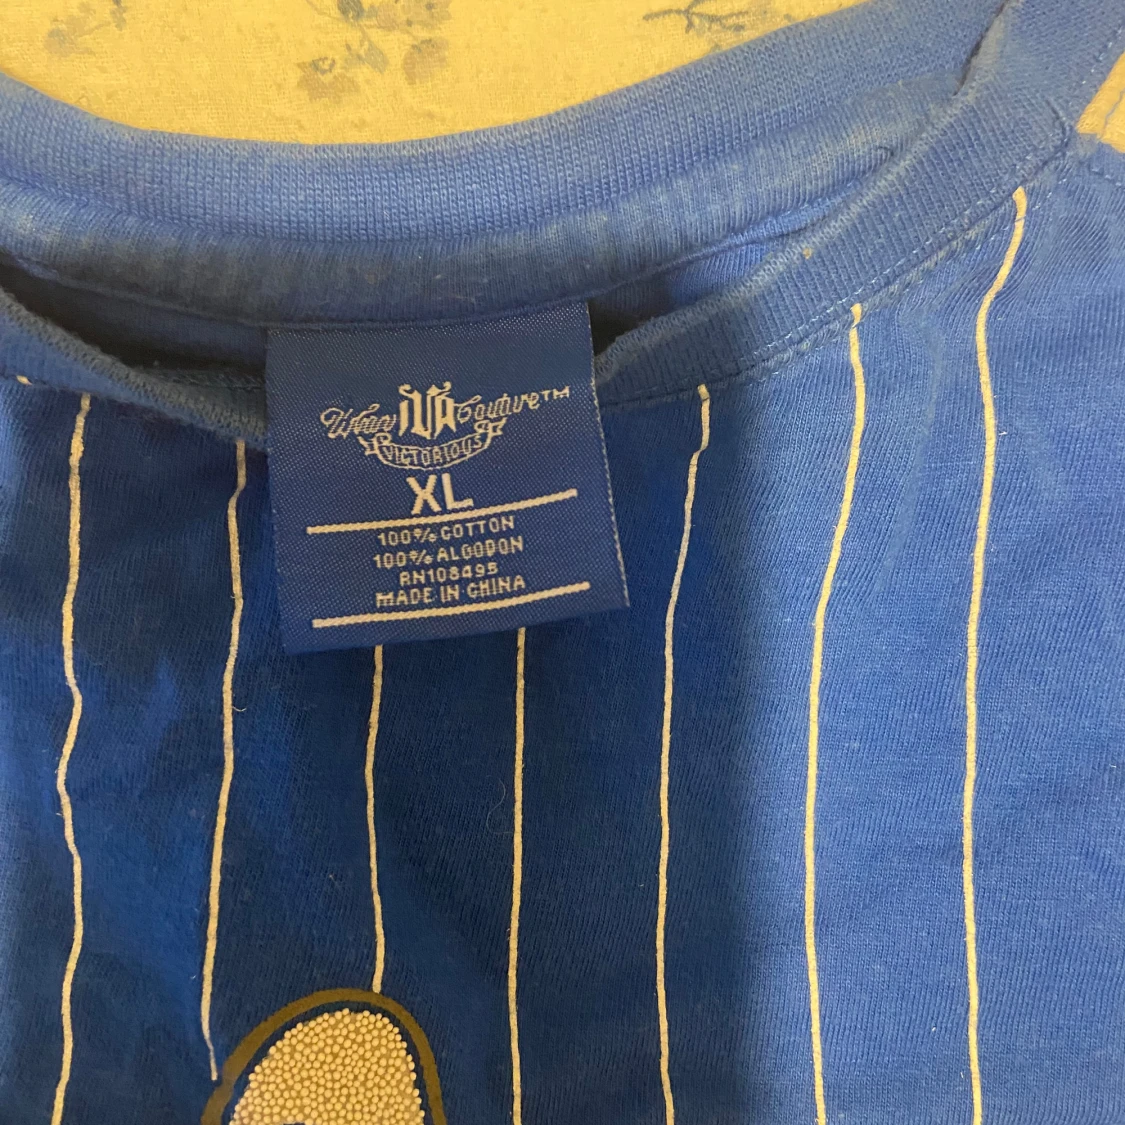 Urban Couture™
VICTORIOUS
XL
100% COTTON
100% ALGODON
RN108495
MADE IN CHINA